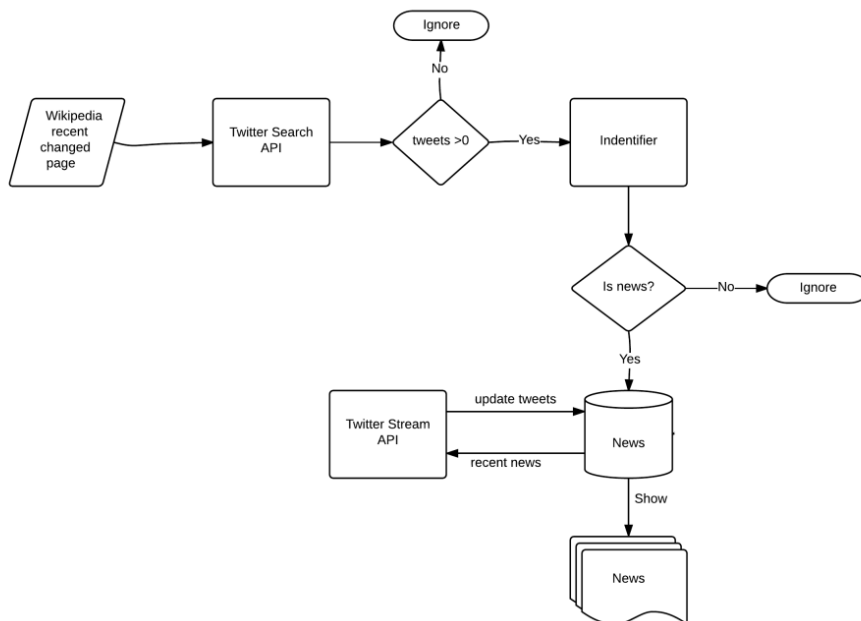 Ignore
No
Wikipedia
recent
changed
page
Twitter Search
API
tweets >0
Yes
Indentifier
Is news?
No
Ignore
Yes
Twitter Stream
API
update tweets
recent news
News
Show
News